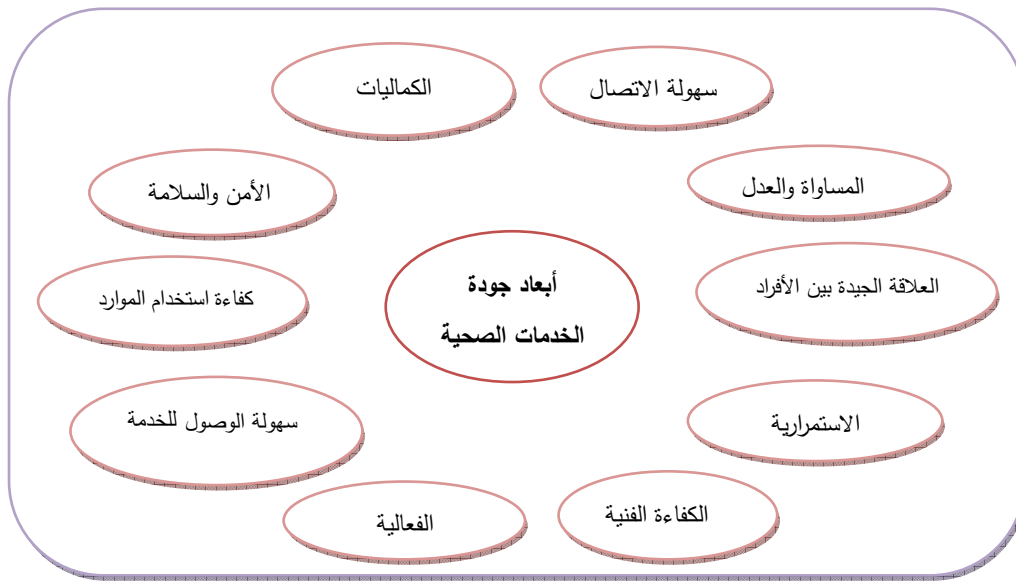 سهولة الاتصال
الكماليات
المساواة والعدل
الأمن والسلامة
العلاقة الجيدة بين الأفراد
أبعاد جودة
الخدمات الصحية
كفاءة استخدام الموارد
الاستمرارية
سهولة الوصول للخدمة
الكفاءة الفنية
الفعالية